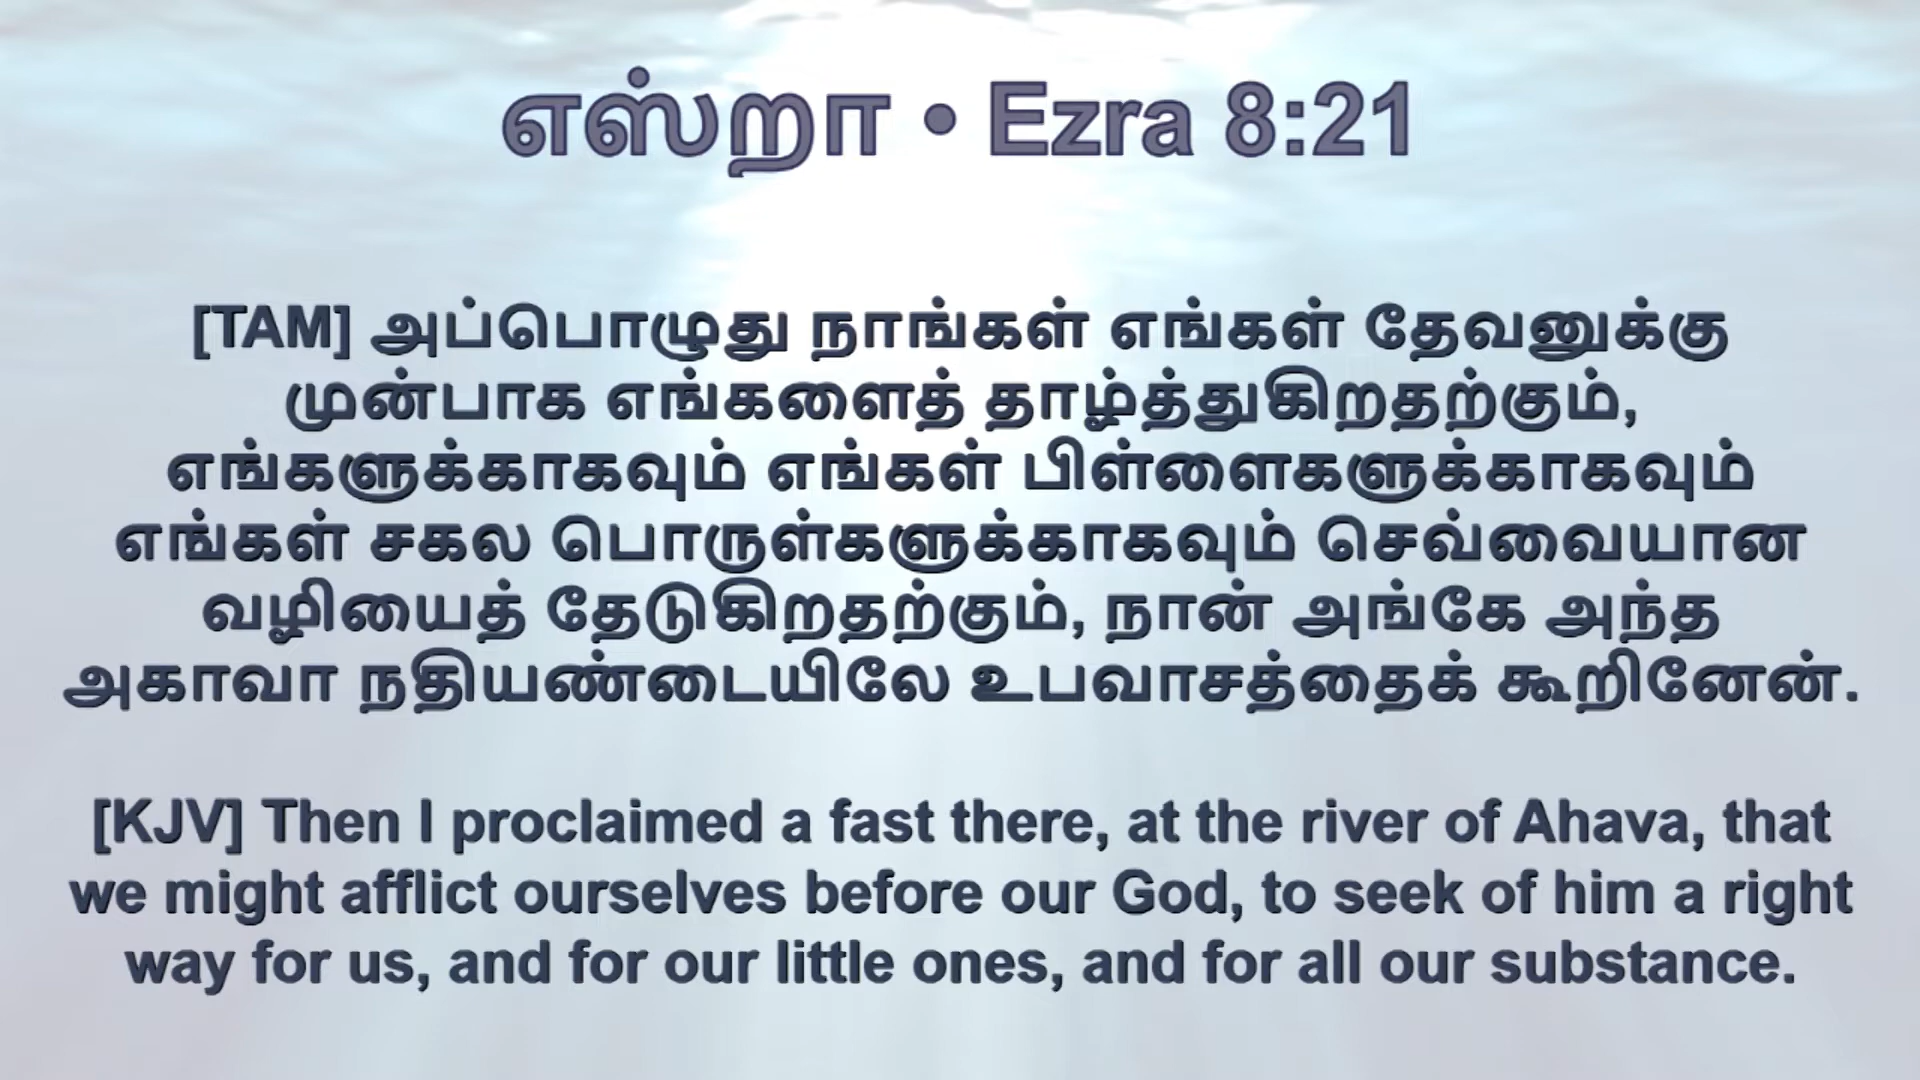 எஸ்றா • Ezra 8:21
[TAM] அப்பொழுது நாங்கள் எங்கள் தேவனுக்கு
முன்பாக எங்களைத் தாழ்த்துகிறதற்கும்,
எங்களுக்காகவும் எங்கள் பிள்ளைகளுக்காகவும்
எங்கள் சகல பொருள்களுக்காகவும் செவ்வையான
வழியைத் தேடுகிறதற்கும், நான் அங்கே அந்த
அகாவா நதியண்டையிலே உபவாசத்தைக் கூறினேன்.
[KJV] Then I proclaimed a fast there, at the river of Ahava, that
we might afflict ourselves before our God, to seek of him a right
way for us, and for our little ones, and for all our substance.